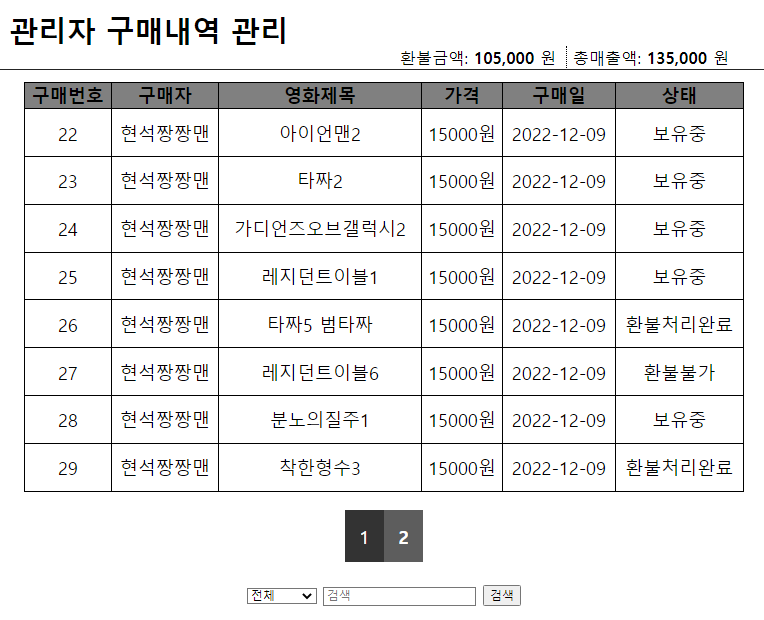 관리자 구매내역 관리
환불금액: 105,000 원 총매출액: 135,000 원
구매번호 구매자 영화제목 가격 구매일 상태
22 현석짱짱맨 아이언맨2 15000원 2022-12-09 보유중
23 현석짱짱맨 타짜2 15000원 2022-12-09 보유중
24 현석짱짱맨 가디언즈오브갤럭시2 15000원 2022-12-09 보유중
25 현석짱짱맨 레지던트이블1 15000원 2022-12-09 보유중
26 현석짱짱맨 타짜5 범타짜 15000원 2022-12-09 환불처리완료
27 현석짱짱맨 레지던트이블6 15000원 2022-12-09 환불불가
28 현석짱짱맨 분노의질주1 15000원 2022-12-09 보유중
29 현석짱짱맨 착한형수3 15000원 2022-12-09 환불처리완료
1 2
전체 검색 검색